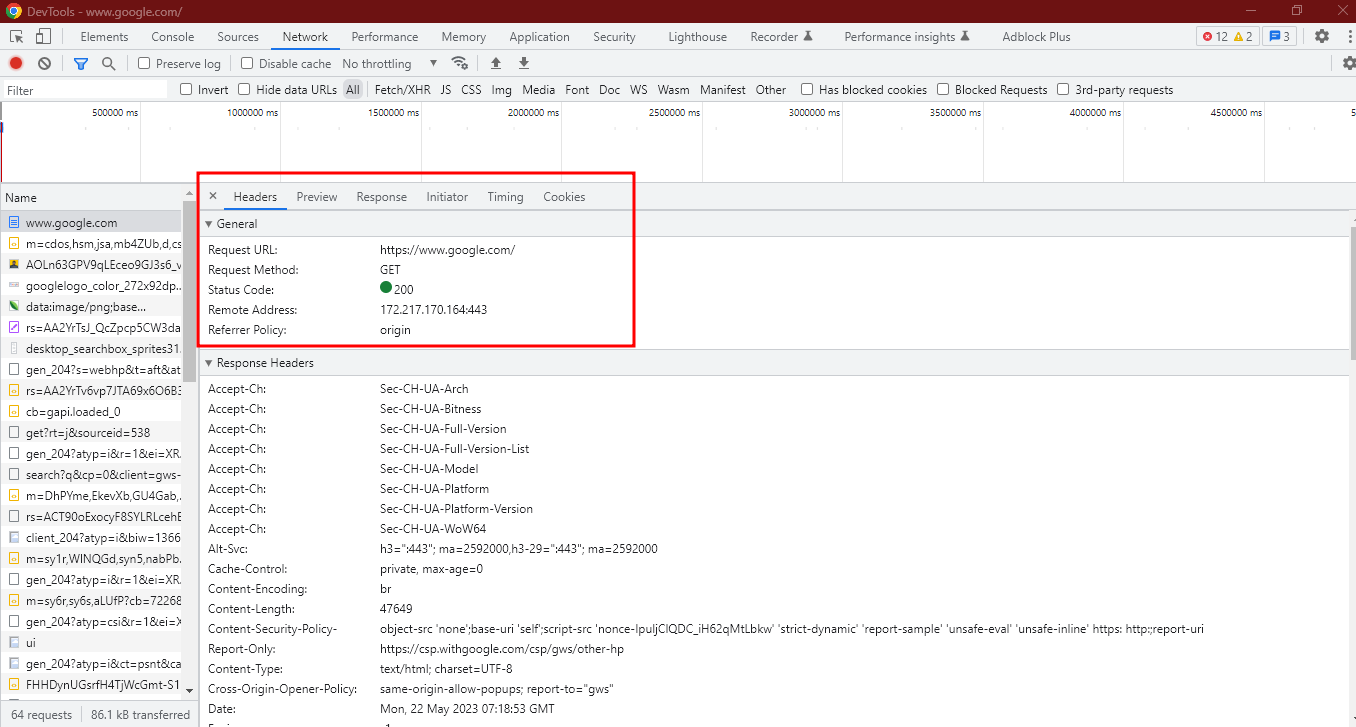 DevTools - www.google.com/
Elements Console Sources Network Performance Memory Application Security Lighthouse Recorder Performance insights Adblock Plus 12 2 3
Preserve log Disable cache No throttling
Filter Invert Hide data URLs All Fetch/XHR JS CSS Img Media Font Doc WS Wasm Manifest Other Has blocked cookies Blocked Requests 3rd-party requests
500000 ms 1000000 ms 1500000 ms 2000000 ms 2500000 ms 3000000 ms 3500000 ms 4000000 ms 4500000 ms 5
Name
www.google.com
m=cdos,hsm,jsa,mb4ZUb,d,cs
AOLn63GPV9qLEceo9GJ3s6_v
googlelogo_color_272x92dp...
data:image/png;base...
rs=AA2YrTsJ_QcZpcp5CW3da
desktop_searchbox_sprites31
gen_204?s=webhp&t=aft&at
rs=AA2YrTv6vp7JTA69x6O6B3
cb=gapi.loaded_0
get?rt=j&sourceid=538
gen_204?atyp=i&r=1&ei=XR
search?q&cp=0&client=gws-
m=DhPYme,EkevXb,GU4Gab,
rs=ACT90oExocyF8SYLRLcehE
client_204?atyp=i&biw=1366
m=sy1r,WlNQGd,syn5,nabPb
gen_204?atyp=i&r=1&ei=XR
m=sy6r,sy6s,aLUfP?cb=72268
gen_204?atyp=csi&r=1&ei=X
ui
gen_204?atyp=i&ct=psnt&ca
FHHDynUGsrfH4TjWcGmt-S1
64 requests 86.1 kB transferred
Headers Preview Response Initiator Timing Cookies
General
Request URL: https://www.google.com/
Request Method: GET
Status Code: 200
Remote Address: 172.217.170.164:443
Referrer Policy: origin
Response Headers
Accept-Ch: Sec-CH-UA-Arch
Accept-Ch: Sec-CH-UA-Bitness
Accept-Ch: Sec-CH-UA-Full-Version
Accept-Ch: Sec-CH-UA-Full-Version-List
Accept-Ch: Sec-CH-UA-Model
Accept-Ch: Sec-CH-UA-Platform
Accept-Ch: Sec-CH-UA-Platform-Version
Accept-Ch: Sec-CH-UA-WoW64
Alt-Svc: h3=":443"; ma=2592000,h3-29=":443"; ma=2592000
Cache-Control: private, max-age=0
Content-Encoding: br
Content-Length: 47649
Content-Security-Policy- object-src 'none';base-uri 'self';script-src 'nonce-IpuljClQDC_iH62qMtLbkw' 'strict-dynamic' 'report-sample' 'unsafe-eval' 'unsafe-inline' https: http:;report-uri
Report-Only: https://csp.withgoogle.com/csp/gws/other-hp
Content-Type: text/html; charset=UTF-8
Cross-Origin-Opener-Policy: same-origin-allow-popups; report-to="gws"
Date: Mon, 22 May 2023 07:18:53 GMT